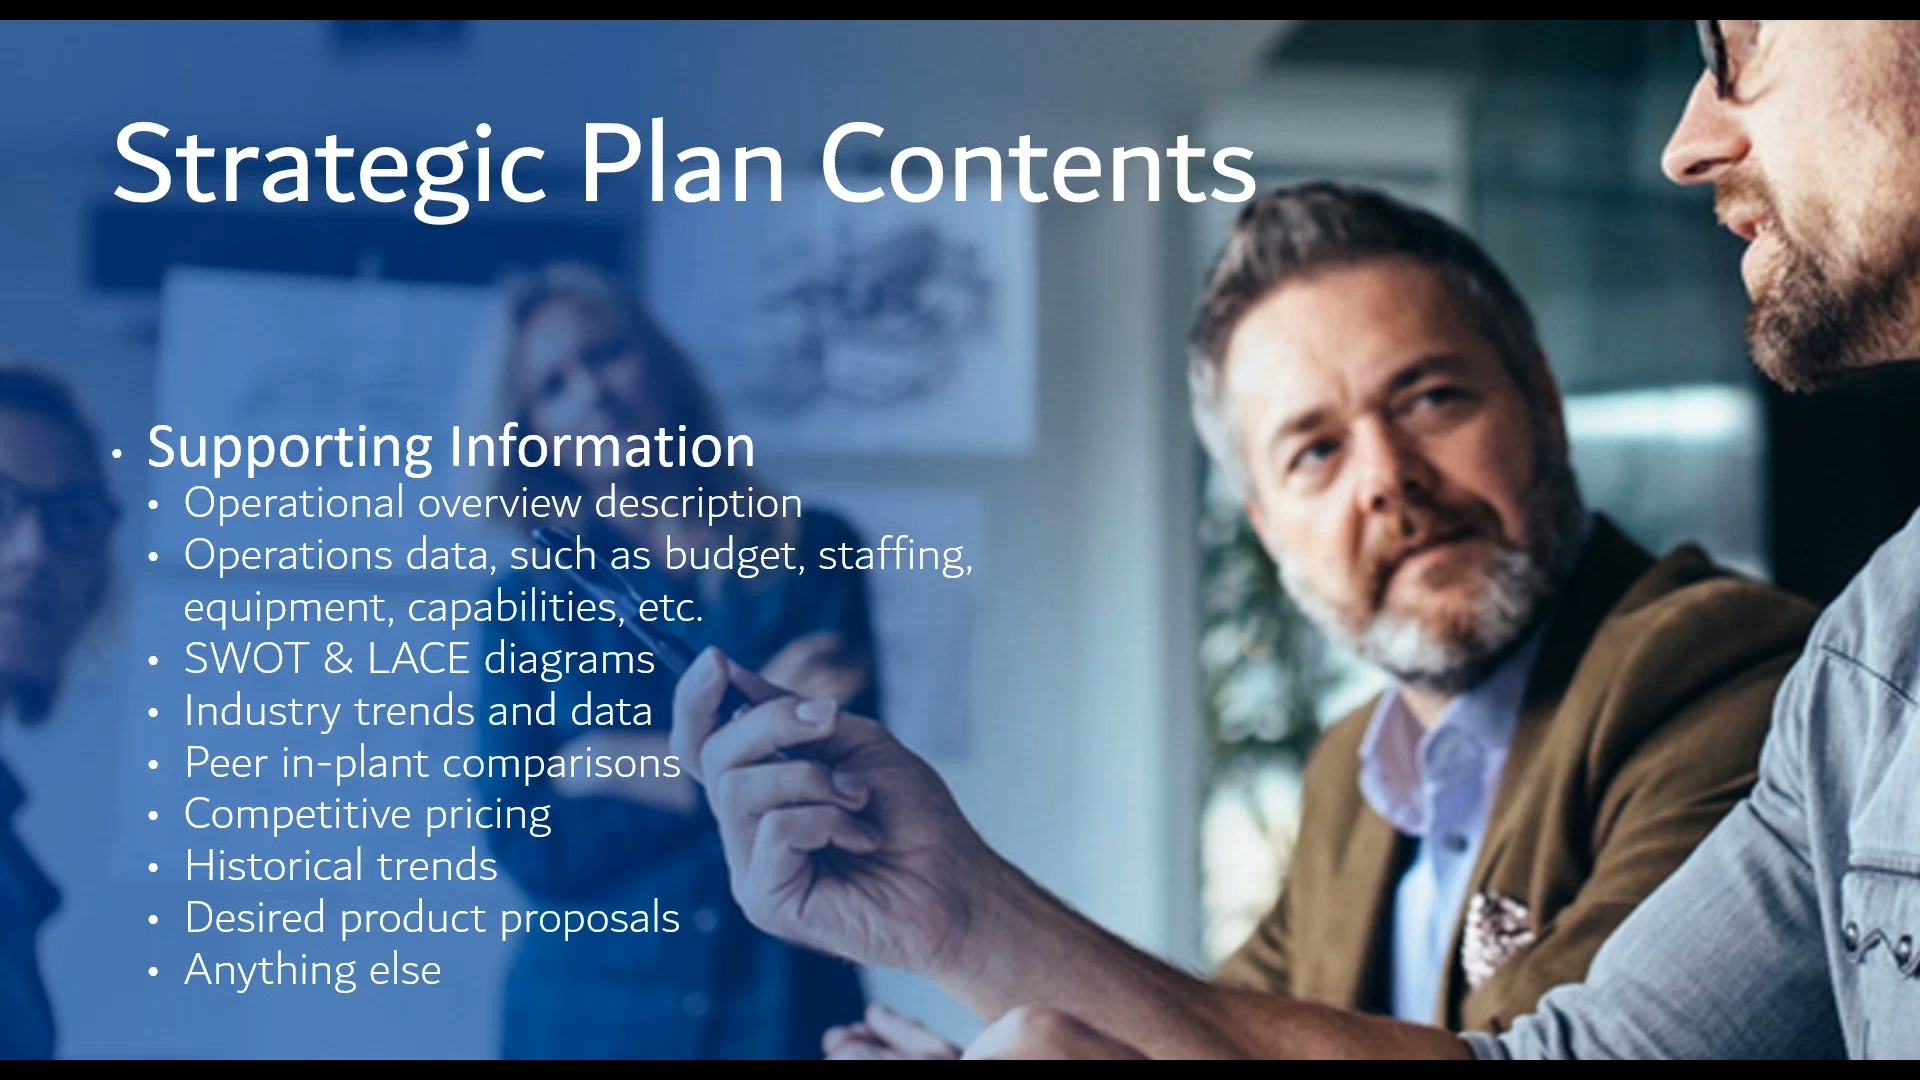 Strategic Plan Contents
• Supporting Information
• Operational overview description
• Operations data, such as budget, staffing,
equipment, capabilities, etc.
• SWOT & LACE diagrams
• Industry trends and data
• Peer in-plant comparisons
• Competitive pricing
• Historical trends
• Desired product proposals
• Anything else